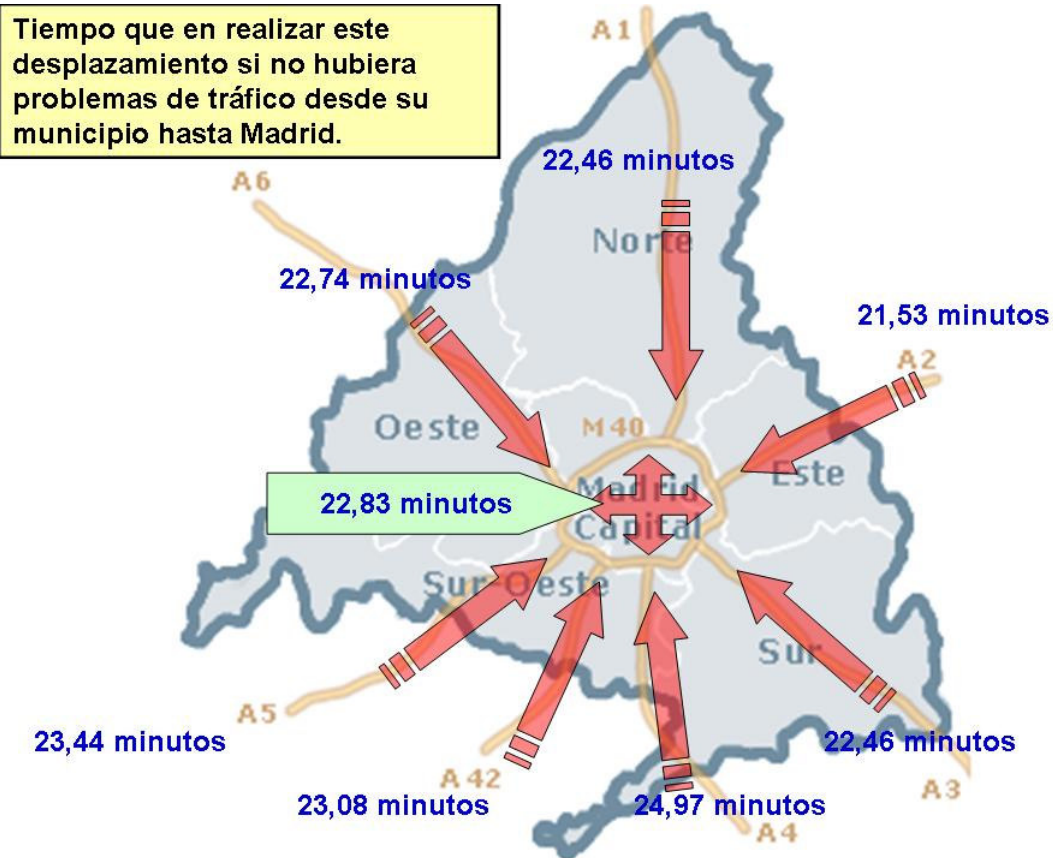 Tiempo que en realizar este
desplazamiento si no hubiera
problemas de tráfico desde su
municipio hasta Madrid.
A1
22,46 minutos
A6
Norte
22,74 minutos
21,53 minutos
A2
Oeste
M40
Este
22,83 minutos
Madrid
Capital
Sur-Oeste
Sur
A5
23,44 minutos
22,46 minutos
A42
A3
23,08 minutos
24,97 minutos
A4